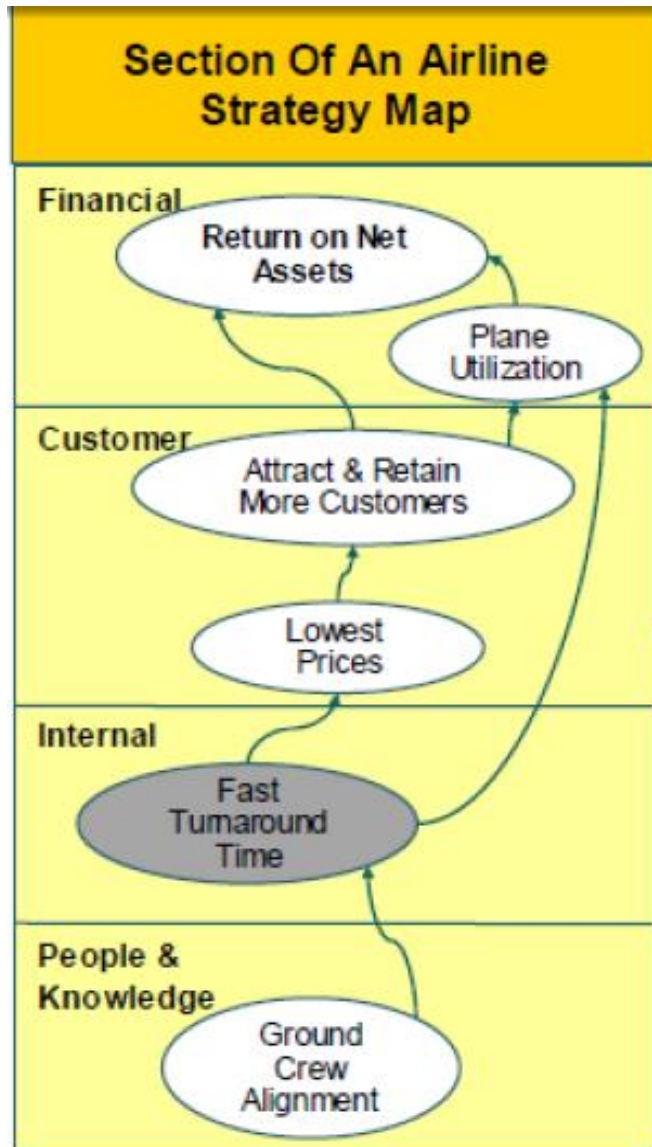 Section Of An Airline
Strategy Map
Financial
Return on Net
Assets
Plane
Utilization
Customer
Attract & Retain
More Customers
Lowest
Prices
Internal
Fast
Turnaround
Time
People &
Knowledge
Ground
Crew
Alignment